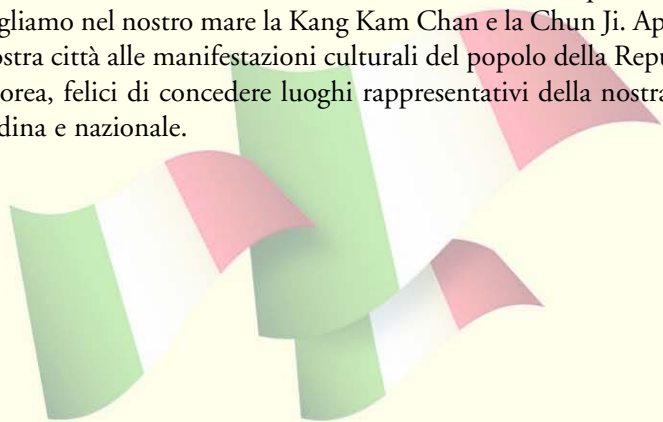 gliamo nel nostro mare la Kang Kam Chan e la Chun Ji. Ap
ostra città alle manifestazioni culturali del popolo della Repu
orea, felici di concedere luoghi rappresentativi della nostra
dina e nazionale.